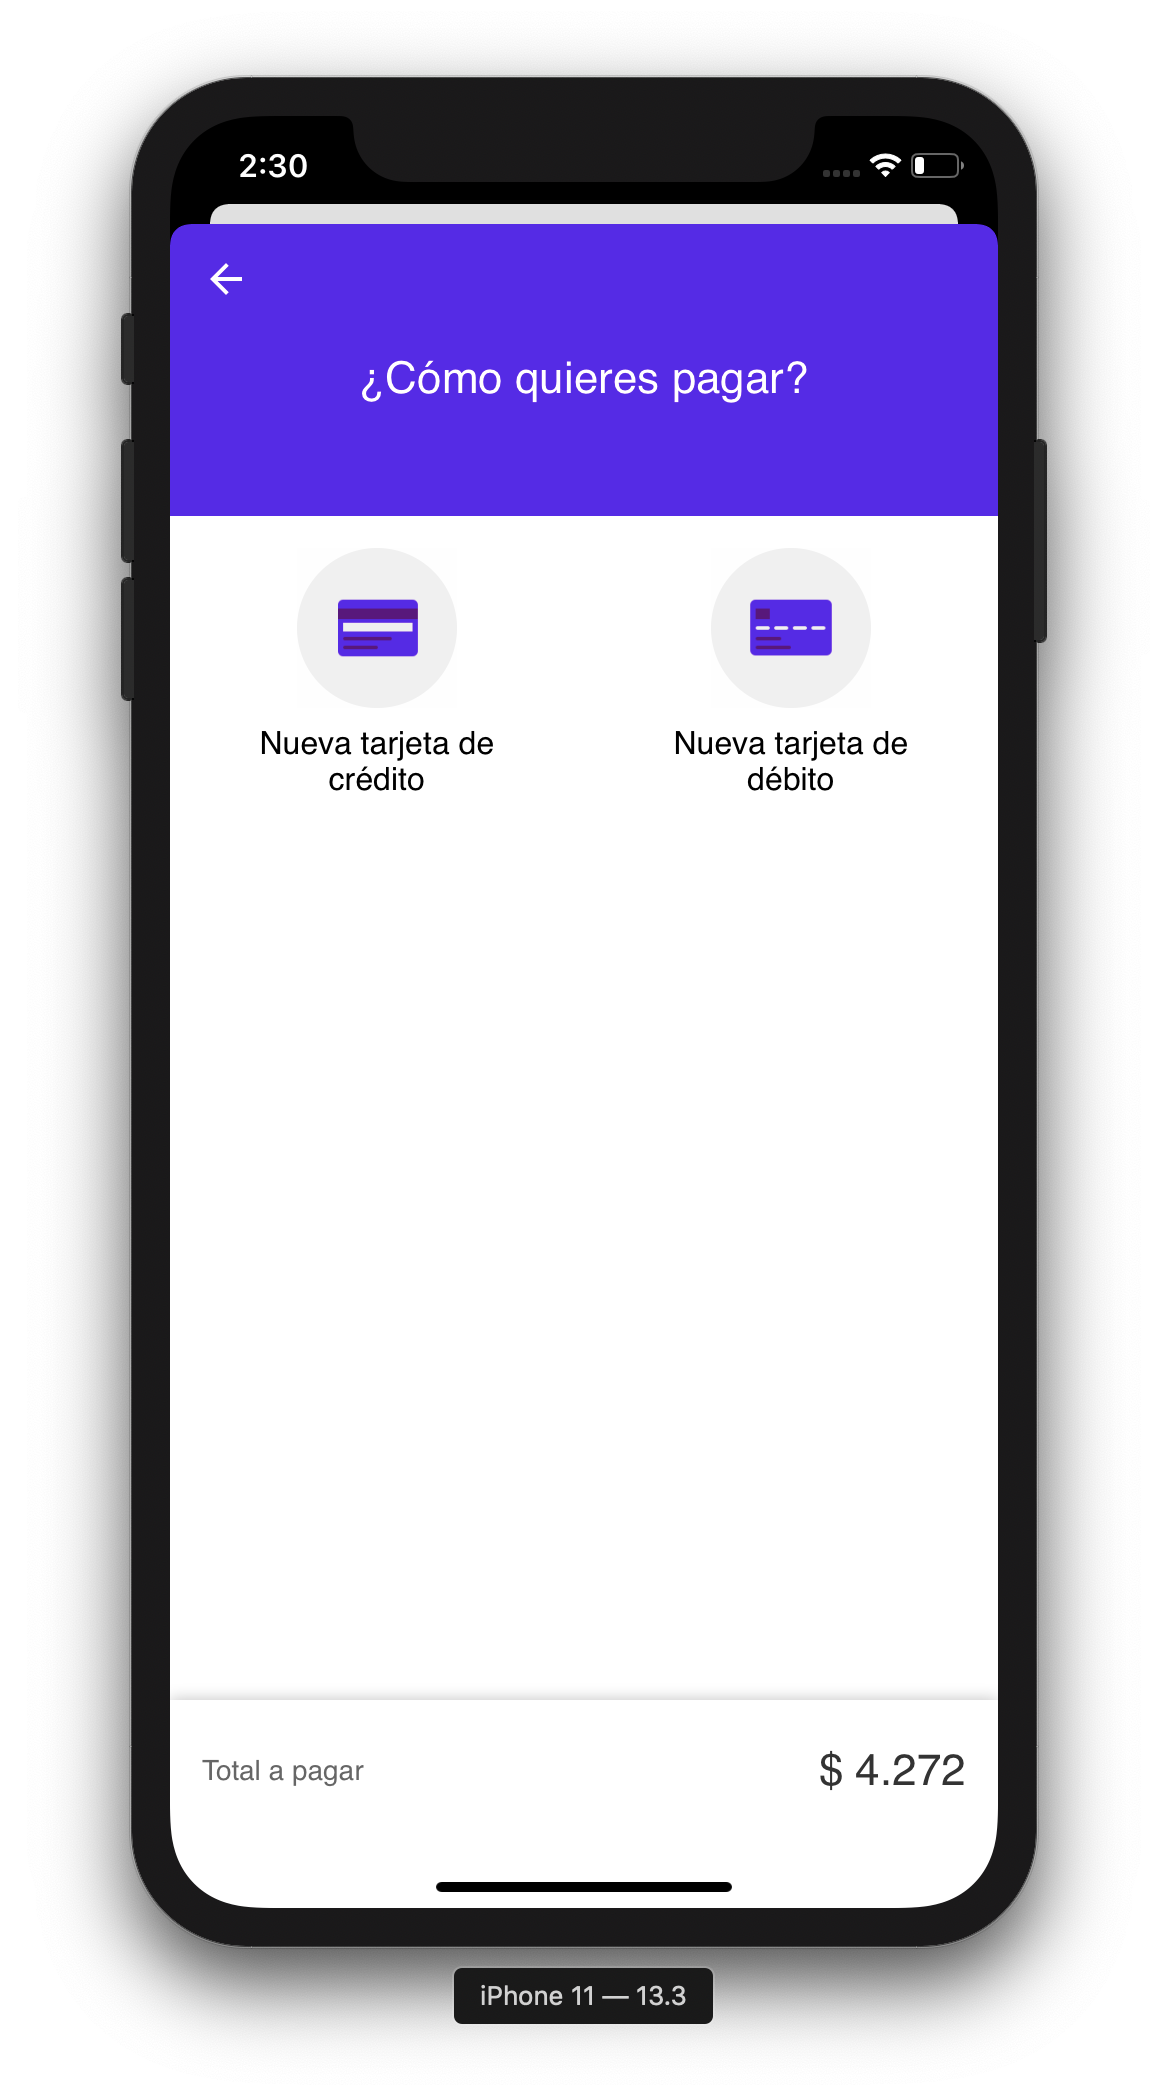 2:30
¿Cómo quieres pagar?
Nueva tarjeta de
crédito
Nueva tarjeta de
débito
Total a pagar
$ 4.272
iPhone 11 — 13.3